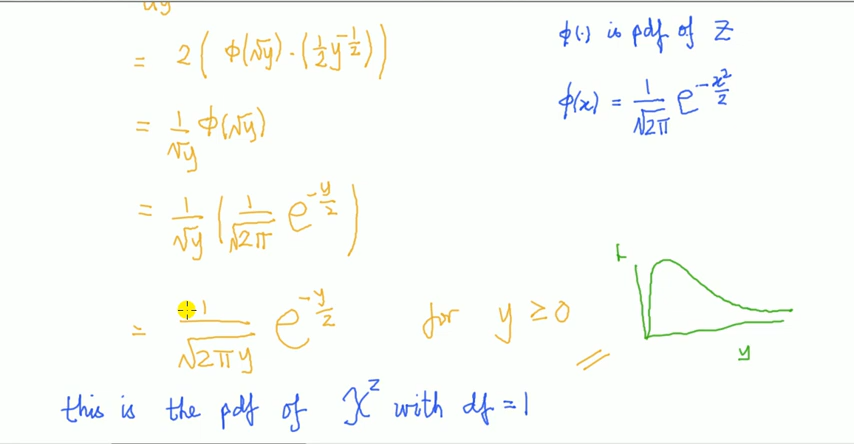 dy
= 2( ϕ(√y) · (½ y^(-½)) )
ϕ(·) is pdf of Z
ϕ(x) = 1/√2π e^(-x²/2)
= 1/√y ϕ(√y)
= 1/√y ( 1/√2π e^(-y/2) )
= 1/√2πy e^(-y/2) for y ≥ 0
y
this is the pdf of χ² with df = 1